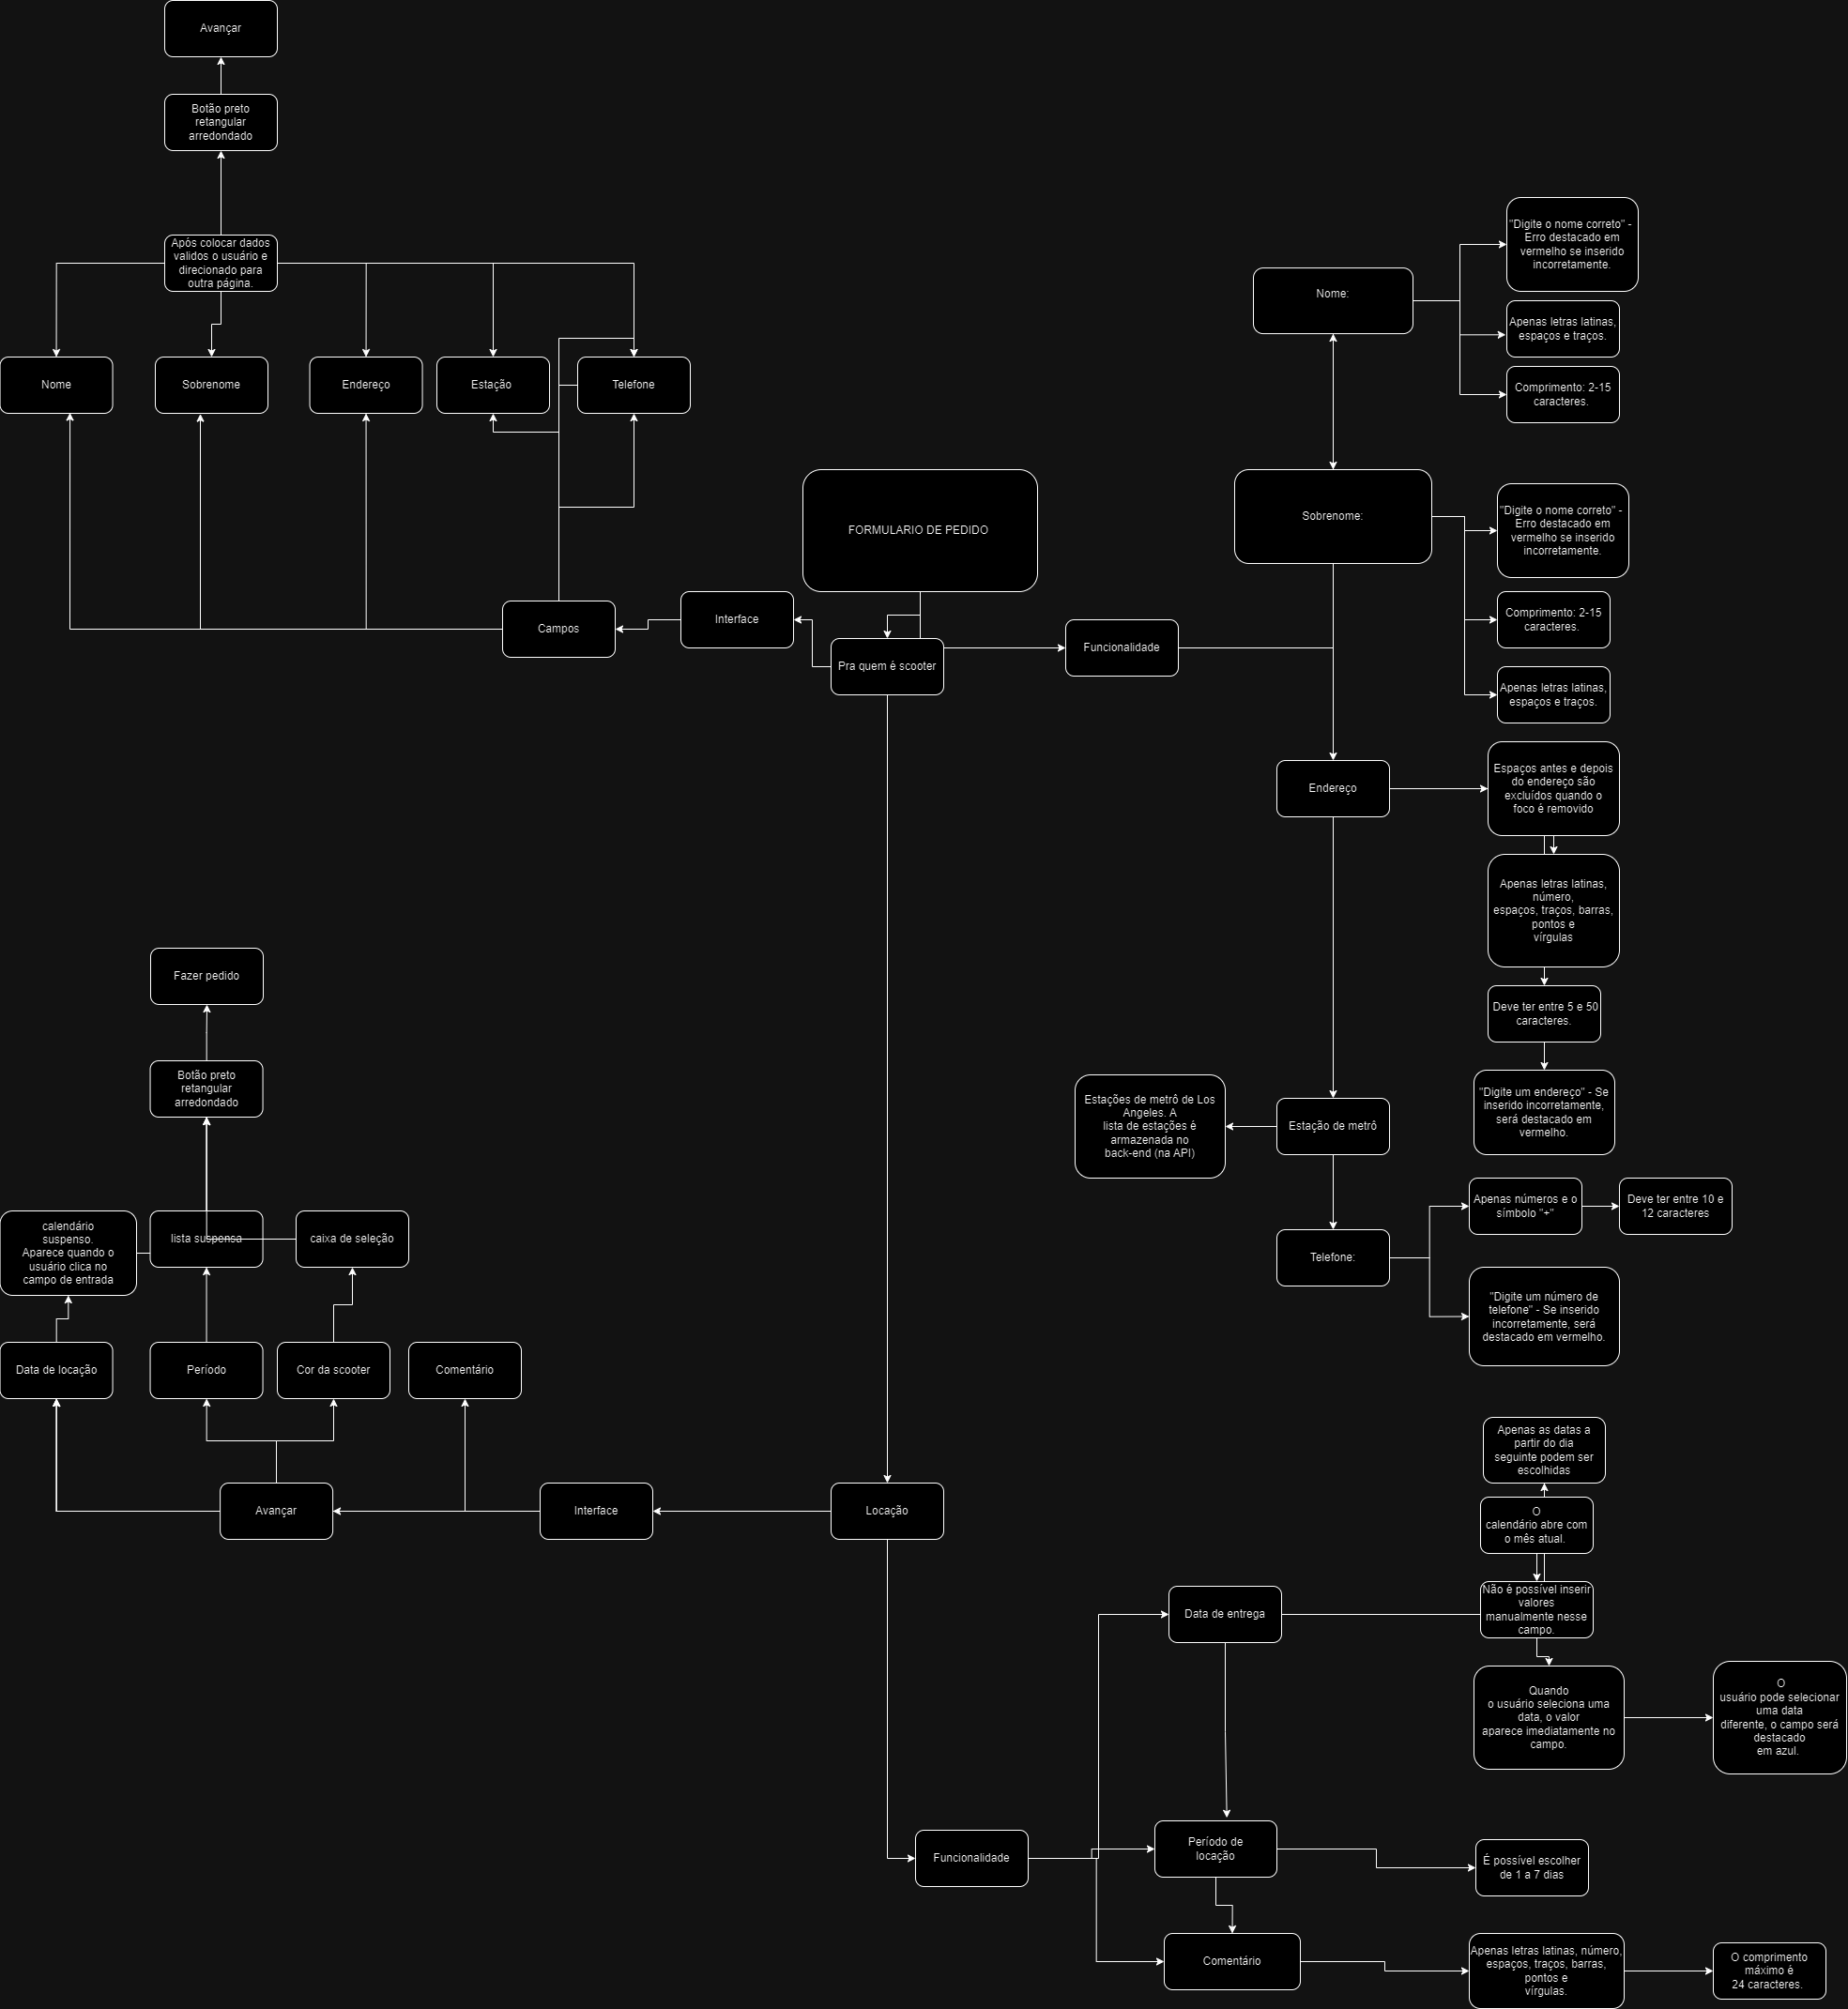 Avançar
Botão preto
retangular
arredondado
Após colocar dados
validos o usuário e
direcionado para
outra página.
Nome
Sobrenome
Endereço
Estação
Telefone
Campos
Interface
FORMULARIO DE PEDIDO
Pra quem é scooter
Funcionalidade
Nome:
"Digite o nome correto" -
Erro destacado em
vermelho se inserido
incorretamente.
Apenas letras latinas,
espaços e traços.
Comprimento: 2-15
caracteres.
Sobrenome:
"Digite o nome correto" -
Erro destacado em
vermelho se inserido
incorretamente.
Comprimento: 2-15
caracteres.
Apenas letras latinas,
espaços e traços.
Endereço
Espaços antes e depois
do endereço são
excluídos quando o
foco é removido
Apenas letras latinas,
número,
espaços, traços, barras,
pontos e
vírgulas
Deve ter entre 5 e 50
caracteres.
"Digite um endereço" - Se
inserido incorretamente,
será destacado em
vermelho.
Estação de metrô
Estações de metrô de Los
Angeles. A
lista de estações é
armazenada no
back-end (na API)
Telefone:
Apenas números e o
símbolo "+"
Deve ter entre 10 e
12 caracteres
"Digite um número de
telefone" - Se inserido
incorretamente, será
destacado em vermelho.
Fazer pedido
Botão preto
retangular
arredondado
calendário
suspenso.
Aparece quando o
usuário clica no
campo de entrada
lista suspensa
caixa de seleção
Data de locação
Período
Cor da scooter
Comentário
Avançar
Interface
Locação
Apenas as datas a
partir do dia
seguinte podem ser
escolhidas
O
calendário abre com
o mês atual.
Data de entrega
Não é possível inserir
valores
manualmente nesse
campo.
Quando
o usuário seleciona uma
data, o valor
aparece imediatamente no
campo.
O
usuário pode selecionar
uma data
diferente, o campo será
destacado
em azul.
Funcionalidade
Período de
locação
É possível escolher
de 1 a 7 dias
Comentário
Apenas letras latinas, número,
espaços, traços, barras,
pontos e
vírgulas.
O comprimento
máximo é
24 caracteres.